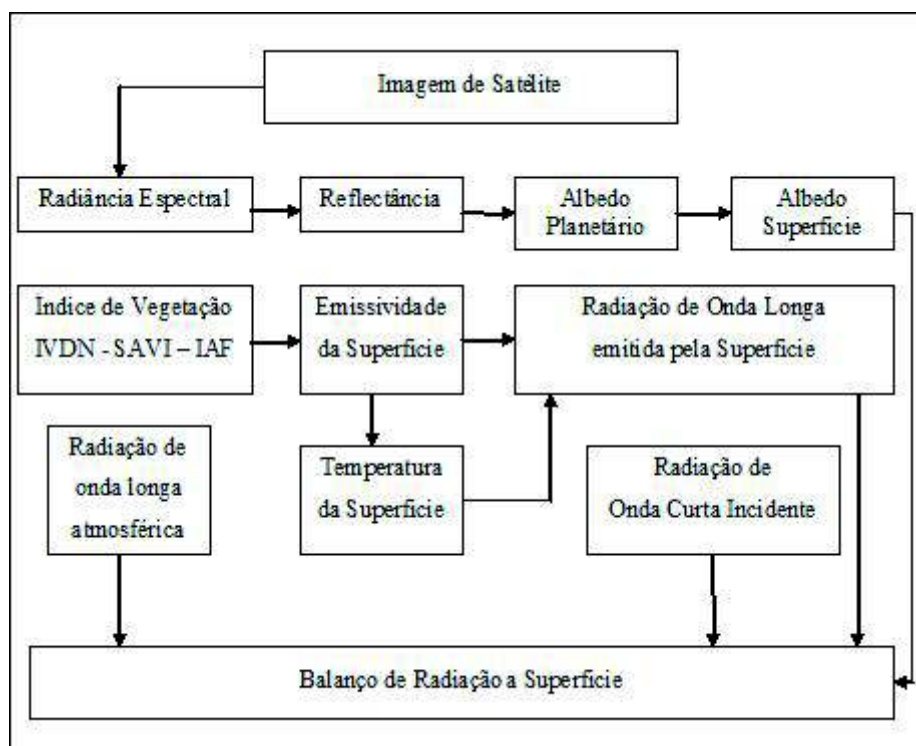 Imagem de Satélite
Radiância Espectral
Reflectância
Albedo
Planetário
Albedo
Superfície
Indice de Vegetação
IVDN - SAVI – IAF
Emissividade
da Superficie
Radiação de Onda Longa
emitida pela Superficie
Radiação de
onda longa
atmosférica
Temperatura
da Superficie
Radiação de
Onda Curta Incidente
Balanço de Radiação a Superficie